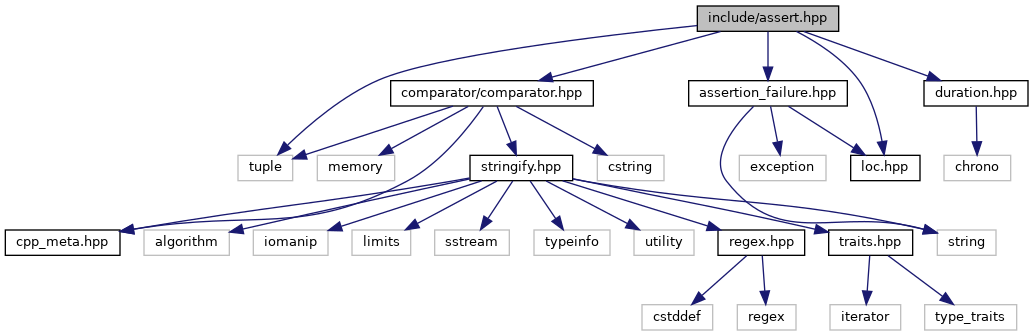 include/assert.hpp
comparator/comparator.hpp
assertion_failure.hpp
duration.hpp
tuple
memory
stringify.hpp
cstring
exception
loc.hpp
chrono
cpp_meta.hpp
algorithm
iomanip
limits
sstream
typeinfo
utility
regex.hpp
traits.hpp
string
cstddef
regex
iterator
type_traits